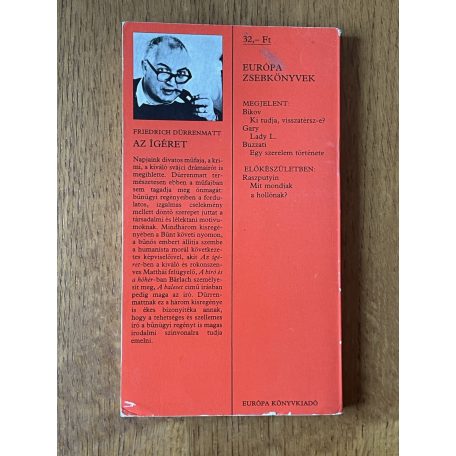 FRIEDRICH DÜRRENMATT
AZ ÍGÉRET
Napjaink divatos műfaja, a kri-
mi, a kiváló svájci drámaírót is
megihlette. Dürrenmatt ter-
mészetesen ebben a műfajban
sem tagadja meg önmagát:
bűnügyi regényeiben a fordu-
latos, izgalmas cselekmény
mellett döntő szerepet juttat a
társadalmi és lélektani motívu-
moknak. Mindhárom kisregé-
nyében a Bűnt követi nyomon,
a bűnös embert állítja szembe
a humanista morál következe-
tes képviselőivel, akit Az ígé-
ret-ben a kiváló és rokonszen-
ves Matthäi felügyelő, A bíró és
a hóhér-ban Bärlach személye-
sít meg, A baleset című írásban
pedig maga az író. Dürren-
mattnak ez a három kisregénye
is ékes bizonyítéka annak,
hogy a tehetséges és szellemes
író a bűnügyi regényt is magas
irodalmi színvonalra tudja
emelni.
32,– Ft
EURÓPA
ZSEBKÖNYVEK
MEGJELENT:
Bikov
Ki tudja, visszatérsz-e?
Gary
Lady L.
Buzzati
Egy szerelem története
ELŐKÉSZÜLETBEN:
Raszputyin
Mit mondjak
a hollónak?
EURÓPA KÖNYVKIADÓ